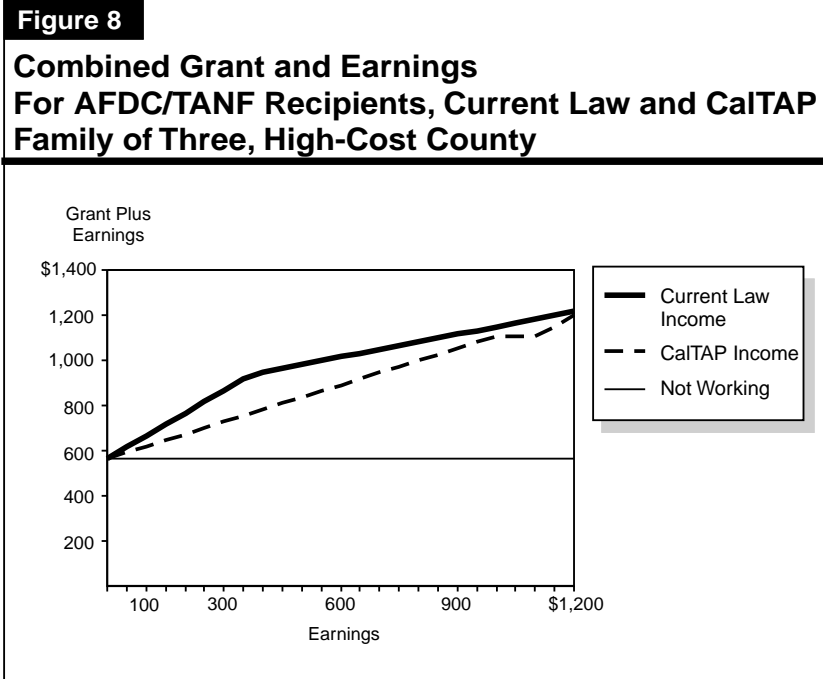 Figure 8
Combined Grant and Earnings
For AFDC/TANF Recipients, Current Law and CalTAP
Family of Three, High-Cost County
Grant Plus
Earnings
$1,400
1,200
1,000
800
600
400
200
100 300 600 900 $1,200
Earnings
Current Law
Income
CalTAP Income
Not Working